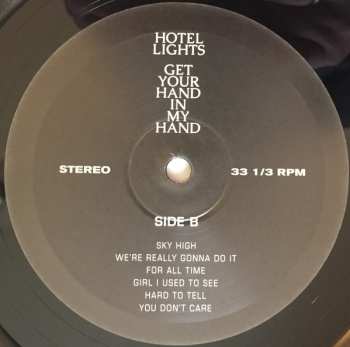 HOTEL
LIGHTS
GET
YOUR
HAND
IN
MY
HAND
STEREO
33 1/3 RPM
SIDE B
SKY HIGH
WE'RE REALLY GONNA DO IT
FOR ALL TIME
GIRL I USED TO SEE
HARD TO TELL
YOU DON'T CARE